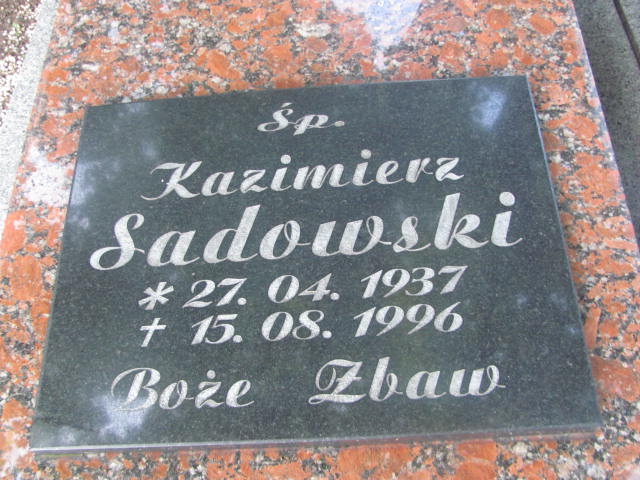 Śp.
Kazimierz
Sadowski
* 27. 04. 1937
† 15. 08. 1996
Boże Zbaw